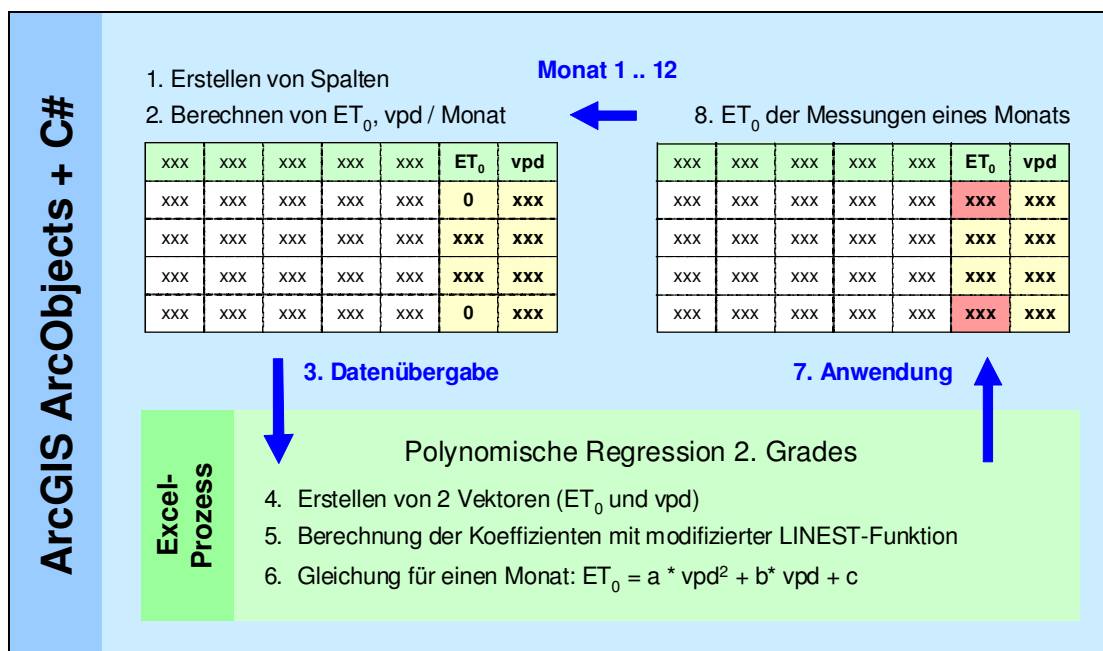 ArcGIS ArcObjects + C#
1. Erstellen von Spalten
Monat 1 .. 12
2. Berechnen von ET₀, vpd / Monat
8. ET₀ der Messungen eines Monats
xxx xxx xxx xxx xxx ET₀ vpd
xxx xxx xxx xxx xxx 0 xxx
xxx xxx xxx xxx xxx xxx xxx
xxx xxx xxx xxx xxx xxx xxx
xxx xxx xxx xxx xxx 0 xxx
xxx xxx xxx xxx xxx ET₀ vpd
xxx xxx xxx xxx xxx xxx xxx
xxx xxx xxx xxx xxx xxx xxx
xxx xxx xxx xxx xxx xxx xxx
xxx xxx xxx xxx xxx xxx xxx
3. Datenübergabe
7. Anwendung
Excel-
Prozess
Polynomische Regression 2. Grades
4. Erstellen von 2 Vektoren (ET₀ und vpd)
5. Berechnung der Koeffizienten mit modifizierter LINEST-Funktion
6. Gleichung für einen Monat: ET₀ = a * vpd² + b* vpd + c